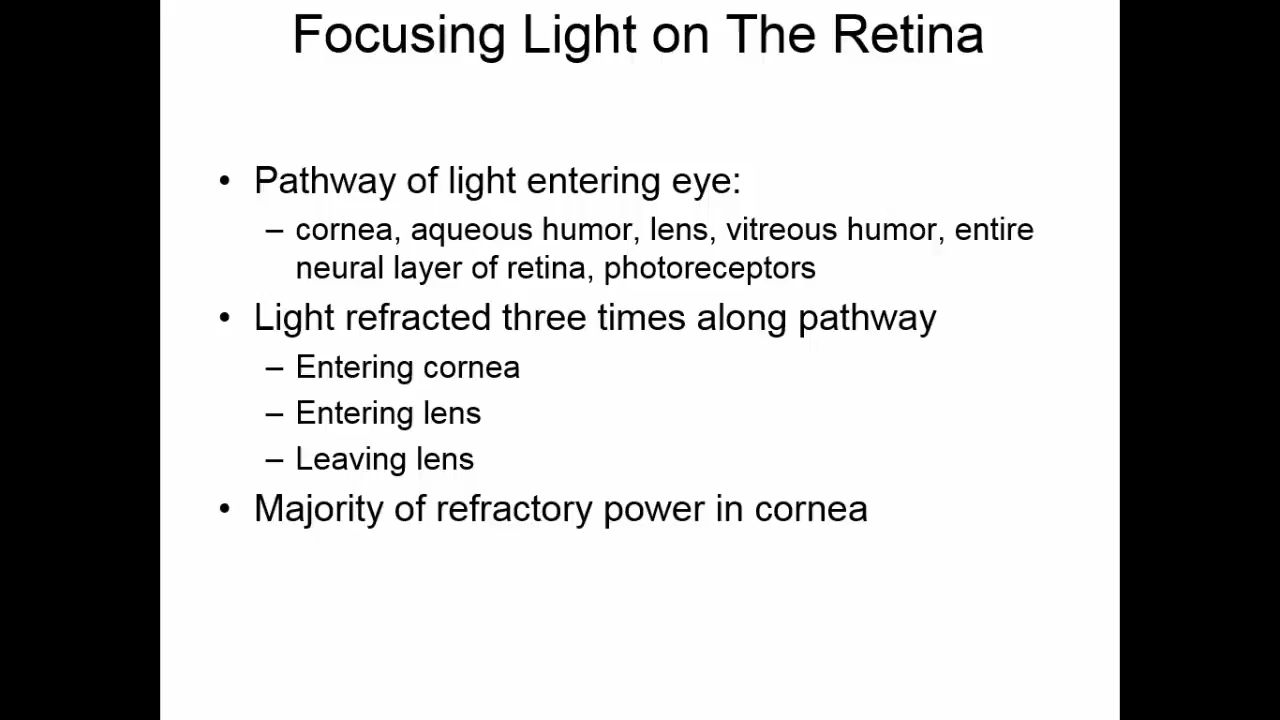 Focusing Light on The Retina
• Pathway of light entering eye:
– cornea, aqueous humor, lens, vitreous humor, entire
neural layer of retina, photoreceptors
• Light refracted three times along pathway
– Entering cornea
– Entering lens
– Leaving lens
• Majority of refractory power in cornea